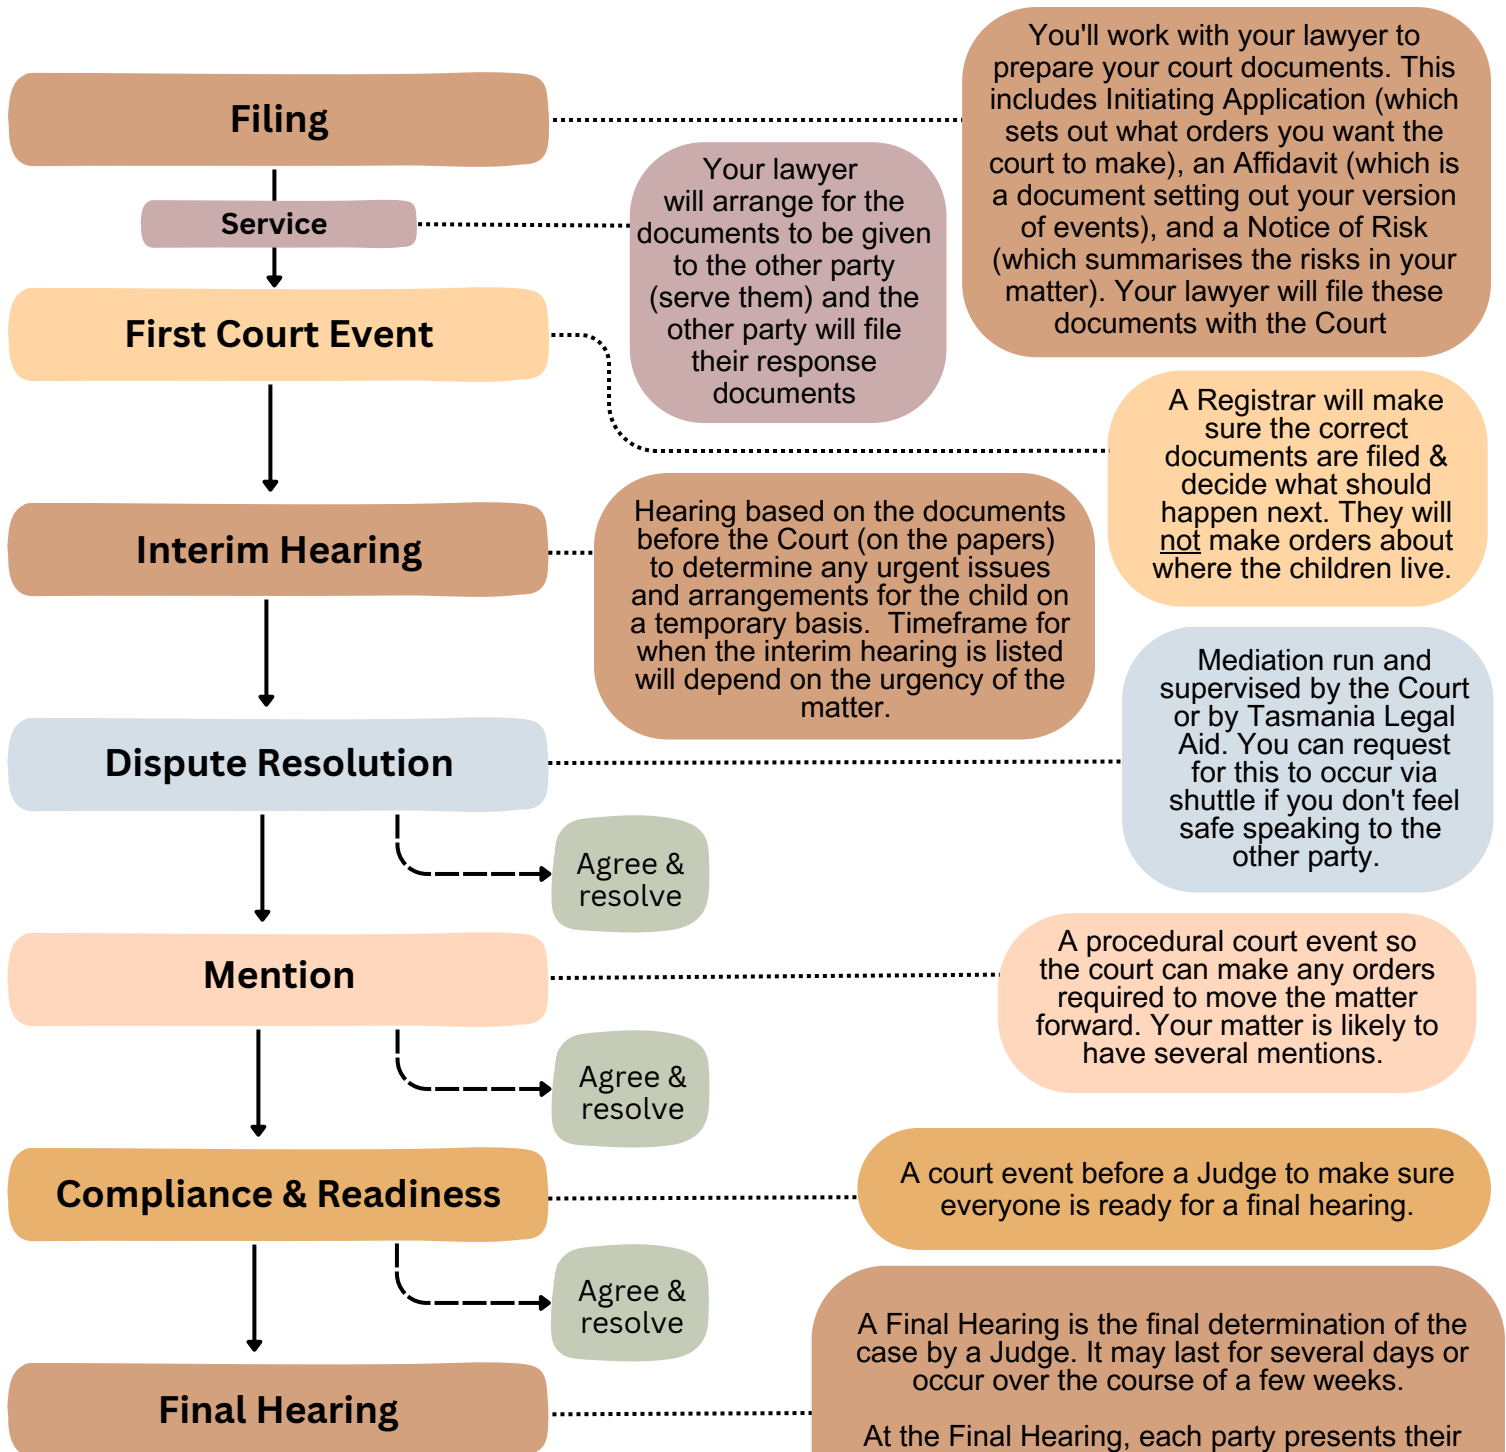 Filing
You'll work with your lawyer to
prepare your court documents. This
includes Initiating Application (which
sets out what orders you want the
court to make), an Affidavit (which is
a document setting out your version
of events), and a Notice of Risk
(which summarises the risks in your
matter). Your lawyer will file these
documents with the Court
Service
Your lawyer
will arrange for the
documents to be given
to the other party
(serve them) and the
other party will file
their response
documents
First Court Event
A Registrar will make
sure the correct
documents are filed &
decide what should
happen next. They will
not make orders about
where the children live.
Interim Hearing
Hearing based on the documents
before the Court (on the papers)
to determine any urgent issues
and arrangements for the child on
a temporary basis.  Timeframe for
when the interim hearing is listed
will depend on the urgency of the
matter.
Dispute Resolution
Mediation run and
supervised by the Court
or by Tasmania Legal
Aid. You can request
for this to occur via
shuttle if you don't feel
safe speaking to the
other party.
Agree &
resolve
Mention
A procedural court event so
the court can make any orders
required to move the matter
forward. Your matter is likely to
have several mentions.
Agree &
resolve
Compliance & Readiness
A court event before a Judge to make sure
everyone is ready for a final hearing.
Agree &
resolve
Final Hearing
A Final Hearing is the final determination of the
case by a Judge. It may last for several days or
occur over the course of a few weeks.
At the Final Hearing, each party presents their